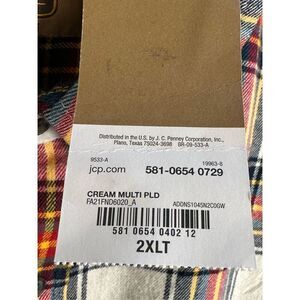 Distributed in the U.S. by J. C. Penney Corporation, Inc.,
Plano, Texas 75024-3698 BR-09-533-A
9533-A 19963-8
jcp.com 581-0654 0729
CREAM MULTI PLD
FA21FND6020_A ADDNS1045N2C0GW
581 0654 0402 12
2XLT